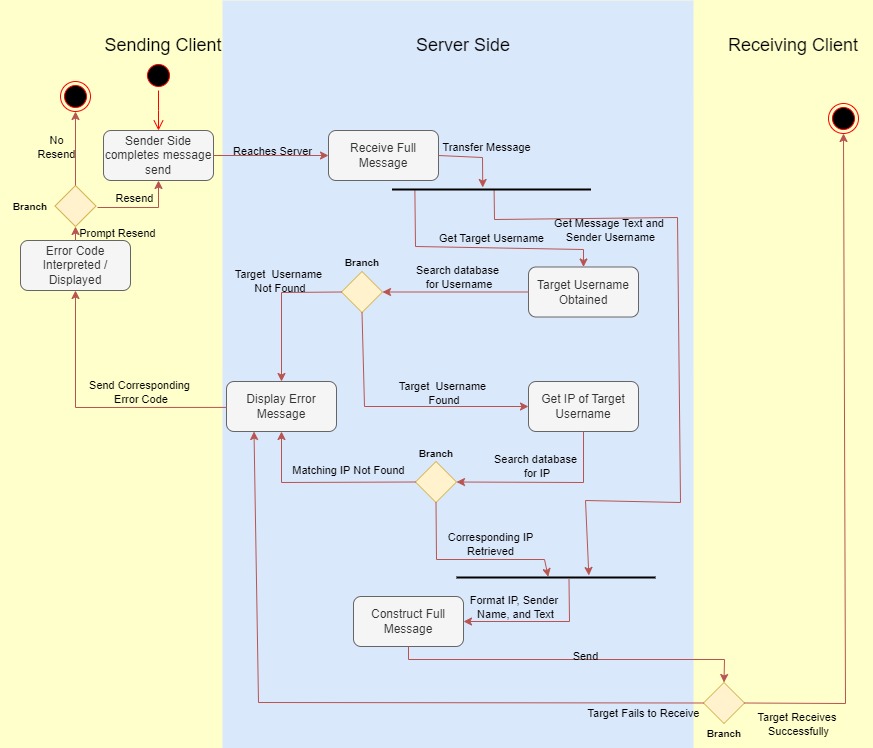 Sending Client
Server Side
Receiving Client
No
Resend
Sender Side
completes message
send
Reaches Server
Receive Full
Message
Transfer Message
Branch
Resend
Prompt Resend
Error Code
Interpreted /
Displayed
Get Target Username
Get Message Text and
Sender Username
Branch
Target Username
Not Found
Search database
for Username
Target Username
Obtained
Send Corresponding
Error Code
Display Error
Message
Target Username
Found
Get IP of Target
Username
Branch
Matching IP Not Found
Search database
for IP
Corresponding IP
Retrieved
Construct Full
Message
Format IP, Sender
Name, and Text
Send
Target Fails to Receive
Branch
Target Receives
Successfully